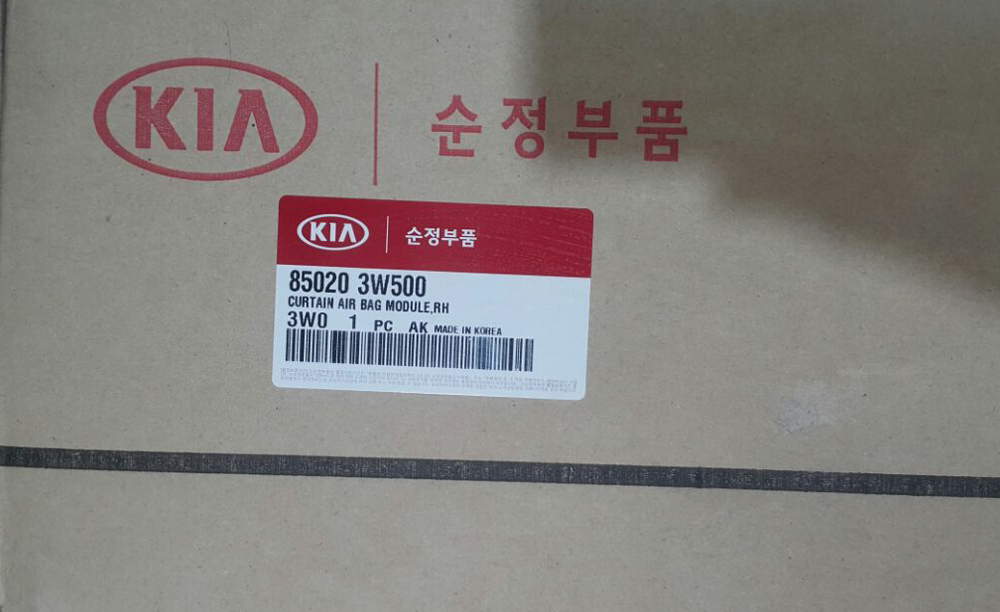 KIA 순정부품
KIA 순정부품
85020 3W500
CURTAIN AIR BAG MODULE,RH
3W0 1 PC AK MADE IN KOREA